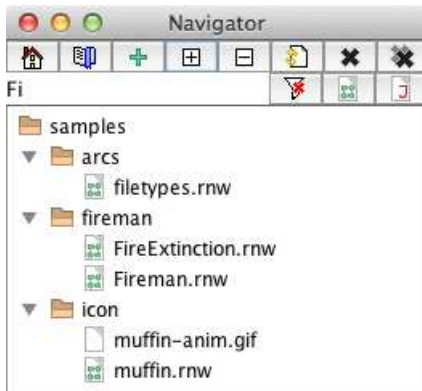 Navigator
Fi
samples
arcs
filetypes.rnw
fireman
FireExtinction.rnw
Fireman.rnw
icon
muffin-anim.gif
muffin.rnw